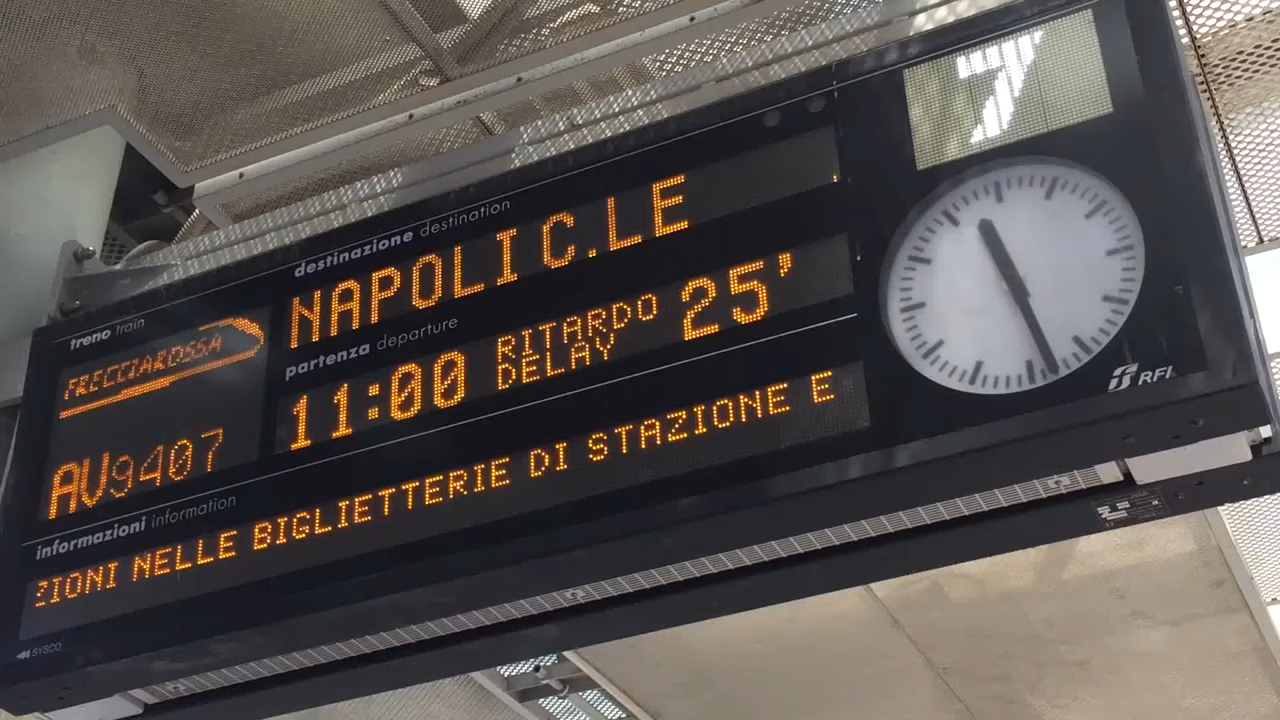 7
destinazione destination
NAPOLI C.LE
treno train
FRECCIAROSSA
AV9407
partenza departure
11:00 RITARDO DELAY 25'
informazioni information
ZIONI NELLE BIGLIETTERIE DI STAZIONE E
RFI
SYSCO